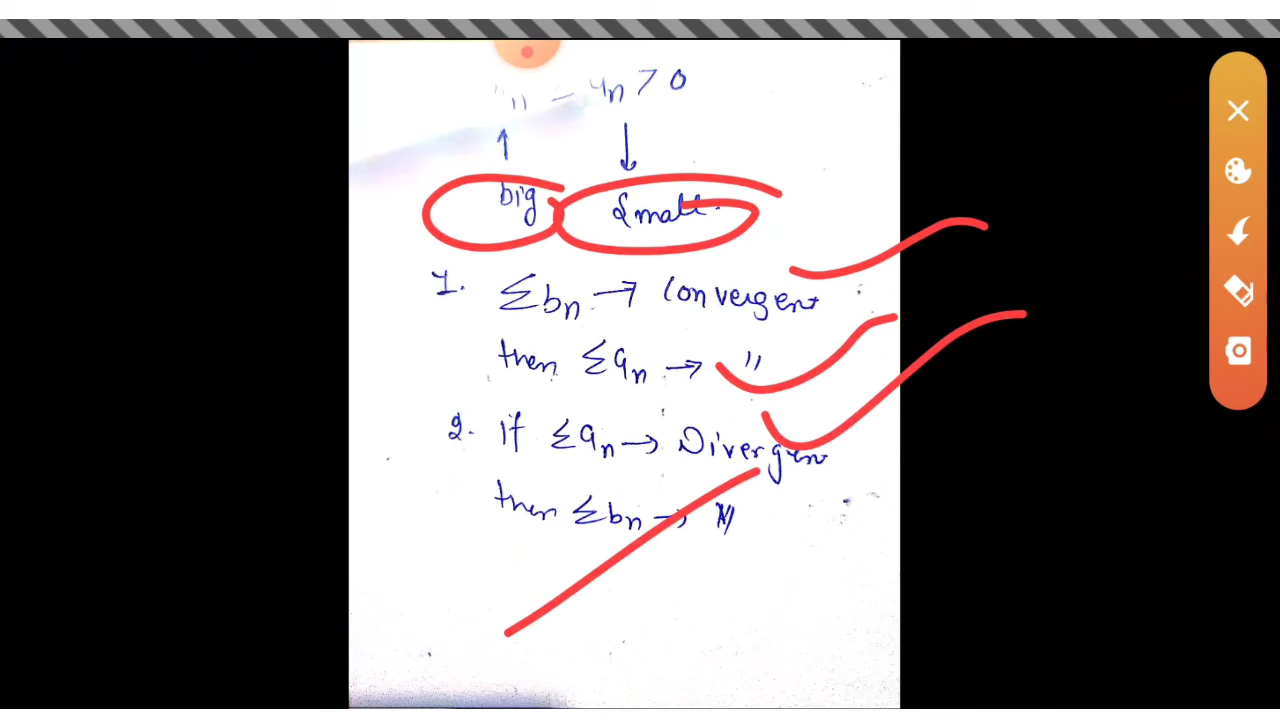 – an > 0
↑ ↓
big small.
1. Σbn → Convergent
then Σan → "
2. if Σan → Divergent
then Σbn → "